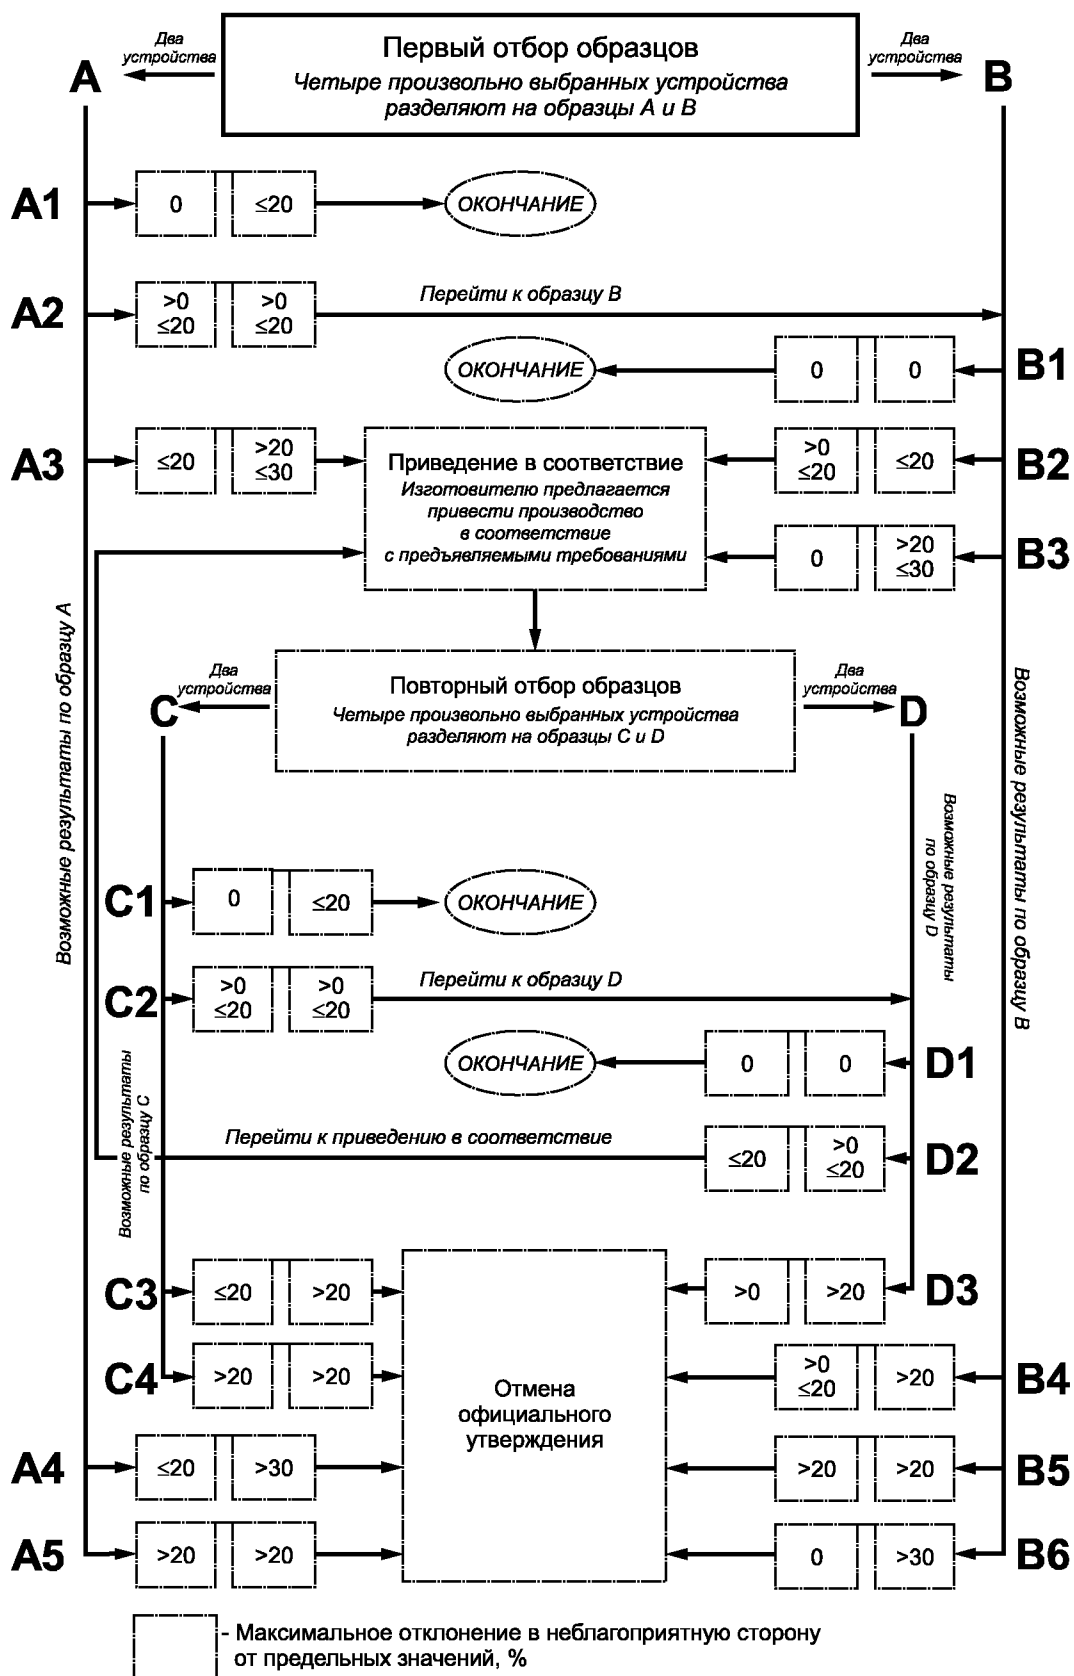 Первый отбор образцов
Четыре произвольно выбранных устройства
разделяют на образцы А и В
Два
устройства
A
Два
устройства
B
A1
0
≤20
ОКОНЧАНИЕ
A2
>0
≤20
>0
≤20
Перейти к образцу B
ОКОНЧАНИЕ
0
0
B1
A3
≤20
>20
≤30
Приведение в соответствие
Изготовителю предлагается
привести производство
в соответствие
с предъявляемыми требованиями
>0
≤20
≤20
B2
0
>20
≤30
B3
Возможные результаты по образцу A
Возможные результаты по образцу B
Два
устройства
C
Повторный отбор образцов
Четыре произвольно выбранных устройства
разделяют на образцы C и D
Два
устройства
D
Возможные результаты
по образцу D
C1
0
≤20
ОКОНЧАНИЕ
C2
>0
≤20
>0
≤20
Перейти к образцу D
ОКОНЧАНИЕ
0
0
D1
Возможные результаты
по образцу C
Перейти к приведению в соответствие
≤20
>0
≤20
D2
C3
≤20
>20
>0
>20
D3
C4
>20
>20
Отмена
официального
утверждения
>0
≤20
>20
B4
A4
≤20
>30
>20
>20
B5
A5
>20
>20
0
>30
B6
- Максимальное отклонение в неблагоприятную сторону
от предельных значений, %